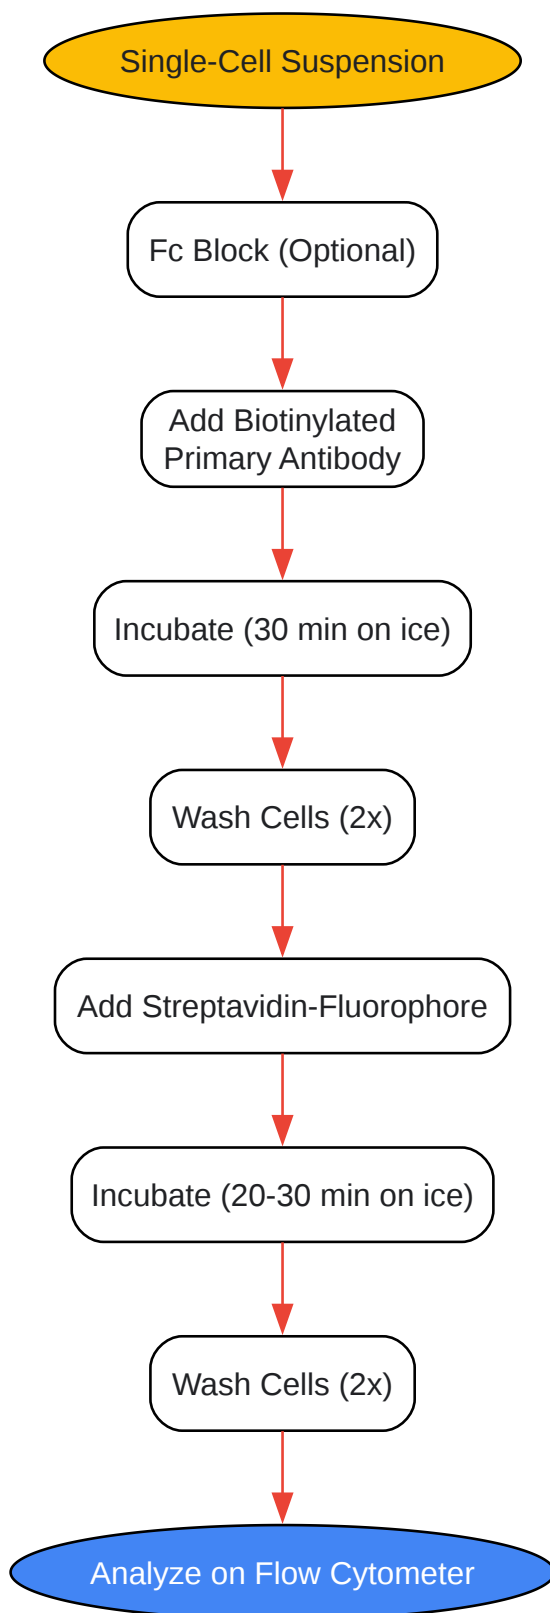 Single-Cell Suspension
Fc Block (Optional)
Add Biotinylated
Primary Antibody
Incubate (30 min on ice)
Wash Cells (2x)
Add Streptavidin-Fluorophore
Incubate (20-30 min on ice)
Wash Cells (2x)
Analyze on Flow Cytometer